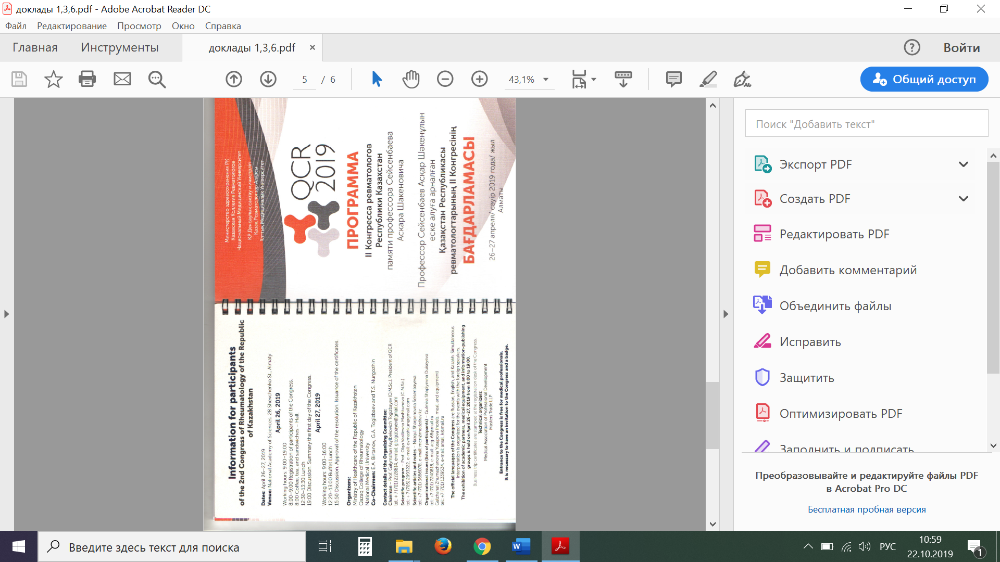 доклады 1,3,6.pdf - Adobe Acrobat Reader DC
Файл Редактирование Просмотр Окно Справка
Главная Инструменты доклады 1,3,6.pdf × Войти
5 / 6 43,1% Общий доступ
Министерство здравоохранения РК
Казахская Коллегия Ревматологов
Национальный Медицинский Университет
ҚР Денсаулық сақтау министрлігі
Қазақ Ревматологтар Алқасы
Ұлттық Медициналық Университет
QCR
2019
ПРОГРАММА
II Конгресса ревматологов
Республики Казахстан
памяти профессора Сейсенбаева
Аскара Шакеновича
Профессор Сейсенбаев Асқар Шәкенұлын
еске алуға арналған
Қазақстан Республикасы
ревматологтарының II Конгресінің
БАҒДАРЛАМАСЫ
26–27 апреля/ сәуір 2019 года/ жыл
Алматы
Information for participants
of the 2nd Congress of Rheumatology of the Republic
of Kazakhstan
Dates: April 26–27, 2019
Venue: National Academy of Sciences, 28 Shevchenko St., Almaty
April 26, 2019
Working hours: 9:00–19:00
8:00–9:00 Registration of participants of the Congress.
8:00 Coffee, tea, and sandwiches – Hall.
12:30–13:30 Lunch
19:00 Discussion. Summary the first day of the Congress.
April 27, 2019
Working hours: 9:00–16:00
12:20–13:00 Buffet Lunch
15:50 Discussion. Approval of the resolution. Issuance of the certificates.
Organizers:
Ministry of Healthcare of the Republic of Kazakhstan
Qazaq College of Rheumatology
National Medical University
Co-Chairmen: E.A. Birtanov, G.A. Togizbaev and T.S. Nurgozhin
Contact details of the Organizing Committee:
Chairman – Prof. Galymzhan Asylbekovich Togizbayev (D.M.Sc.), President of QCR
tel.: +7 (701) 2228814, e-mail: g.togizbayev@gmail.com
Scientific program – Prof. Olga Vasilievna Mashkunova (C.M.Sc.)
tel.: +7 (705) 2093222, e-mail: ovmashkun@gmail.com
Scientific articles and notes – Nazgul Sharpenovna Seisenbayeva
tel.: +7 (701) 3666078, e-mail: mcn@medzdrav.kz
Organizational issues (lists of participants) – Gulmira Shapiyevna Duiseyeva
tel.: +7 (701) 7240818, e-mail: acg-68@mail.ru
Gulzhanat Zhumazhanovna Yusupova (hotels, meal, and equipment)
tel.: +7 (701) 3395534, e-mail: amal_k@mail.ru
The official languages of the Congress are Russian, English, and Kazakh. Simultaneous
interpretation is organized for the events with the foreign speakers.
The exhibition of academic partners, medical equipment, and information-publishing
groups is held on April 26–27, 2019 from 8:00 to 19:00.
Business trip certificates are stamped at the registration desk of the Congress
Technical organizers:
Medical Association of Professional Development
Masters Trade LLP
Entrance to the Congress is free for medical professionals.
It is necessary to have an invitation to the Congress and a badge.
Поиск "Добавить текст"
Экспорт PDF
Создать PDF
Редактировать PDF
Добавить комментарий
Объединить файлы
Исправить
Защитить
Оптимизировать PDF
Заполнить и подписать
Преобразовывайте и редактируйте файлы PDF
в Acrobat Pro DC
Бесплатная пробная версия
Введите здесь текст для поиска
РУС
10:59
22.10.2019
1